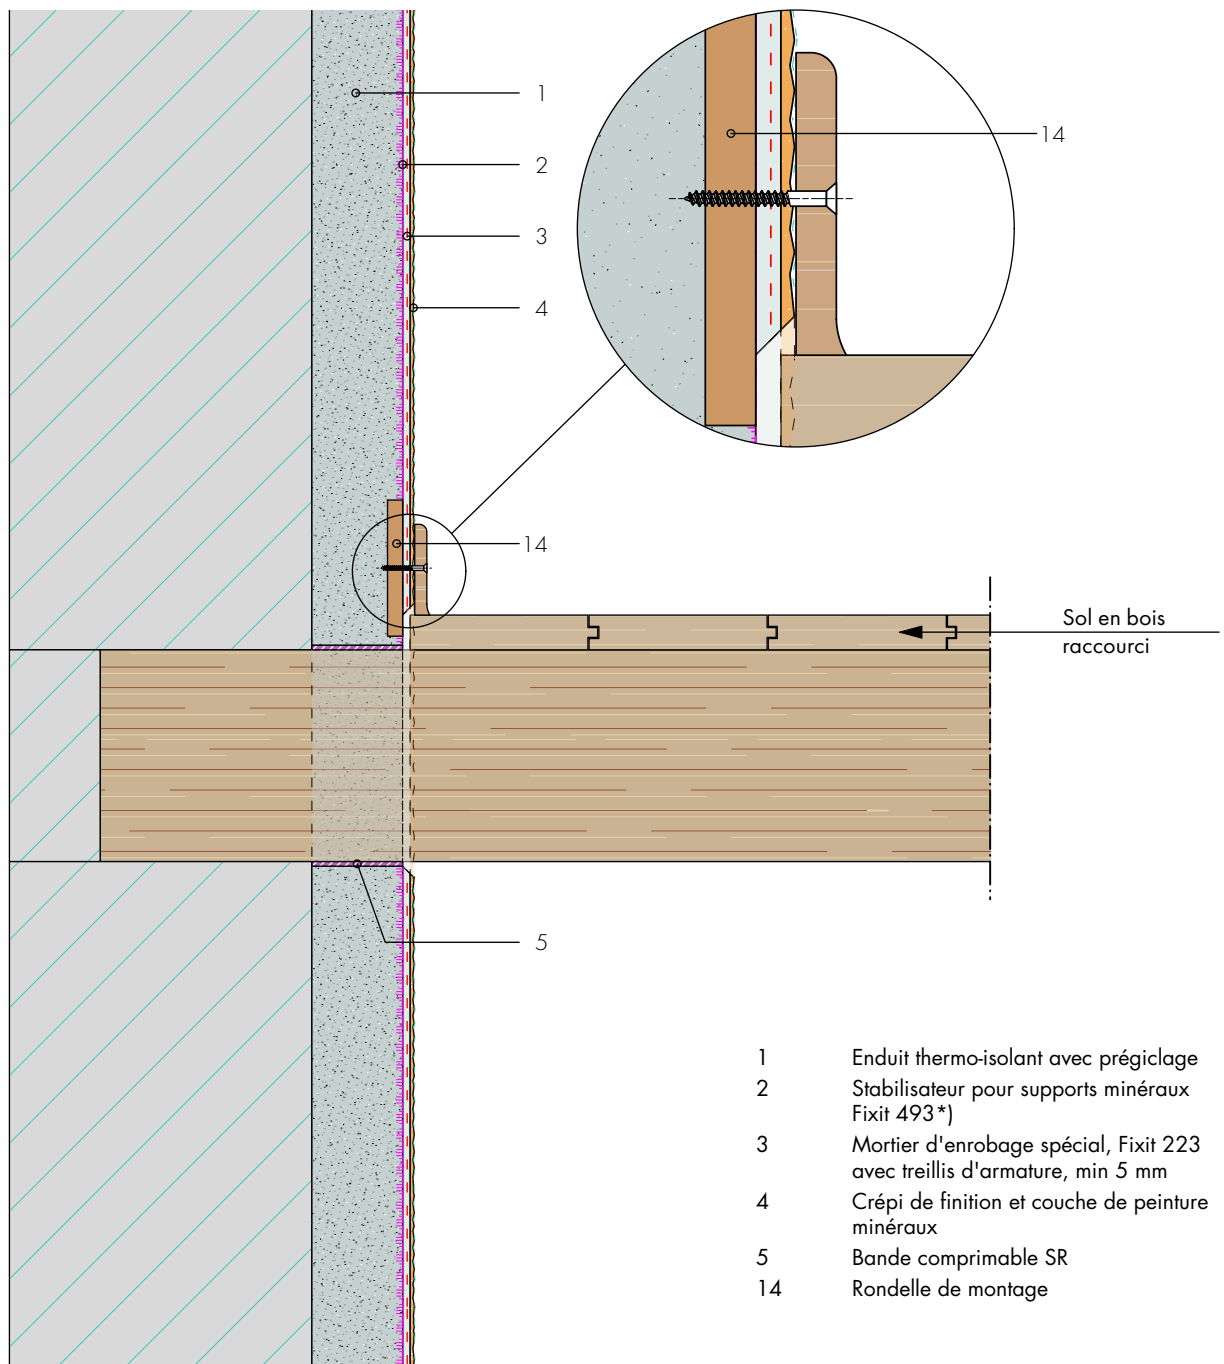 1
2
3
4
14
14
Sol en bois
raccourci
5
1 Enduit thermo-isolant avec prégiclage
2 Stabilisateur pour supports minéraux
Fixit 493*)
3 Mortier d'enrobage spécial, Fixit 223
avec treillis d'armature, min 5 mm
4 Crépi de finition et couche de peinture
minéraux
5 Bande comprimable SR
14 Rondelle de montage